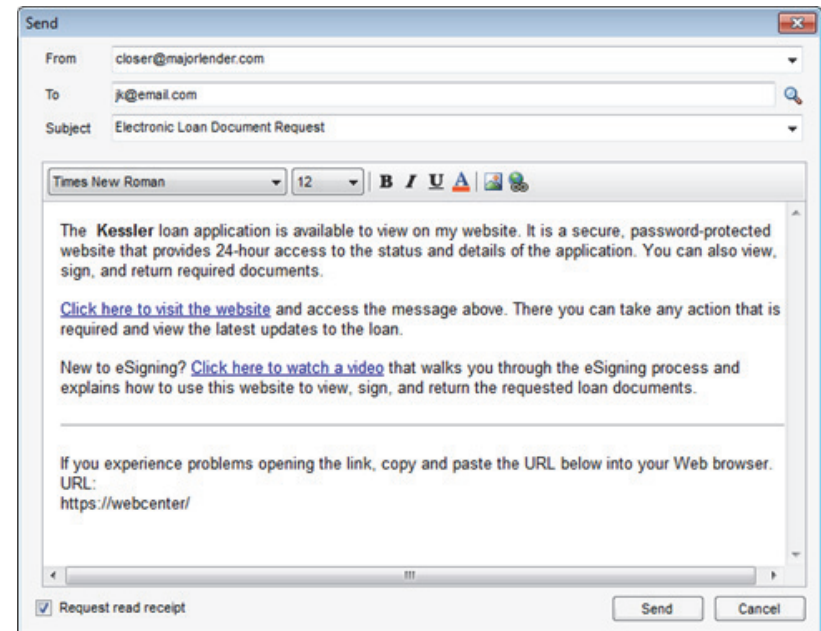 Send
From closer@majorlender.com
To jk@email.com
Subject Electronic Loan Document Request
Times New Roman 12 B I U A
The Kessler loan application is available to view on my website. It is a secure, password-protected
website that provides 24-hour access to the status and details of the application. You can also view,
sign, and return required documents.
Click here to visit the website and access the message above. There you can take any action that is
required and view the latest updates to the loan.
New to eSigning? Click here to watch a video that walks you through the eSigning process and
explains how to use this website to view, sign, and return the requested loan documents.
If you experience problems opening the link, copy and paste the URL below into your Web browser.
URL:
https://webcenter/
Request read receipt Send Cancel